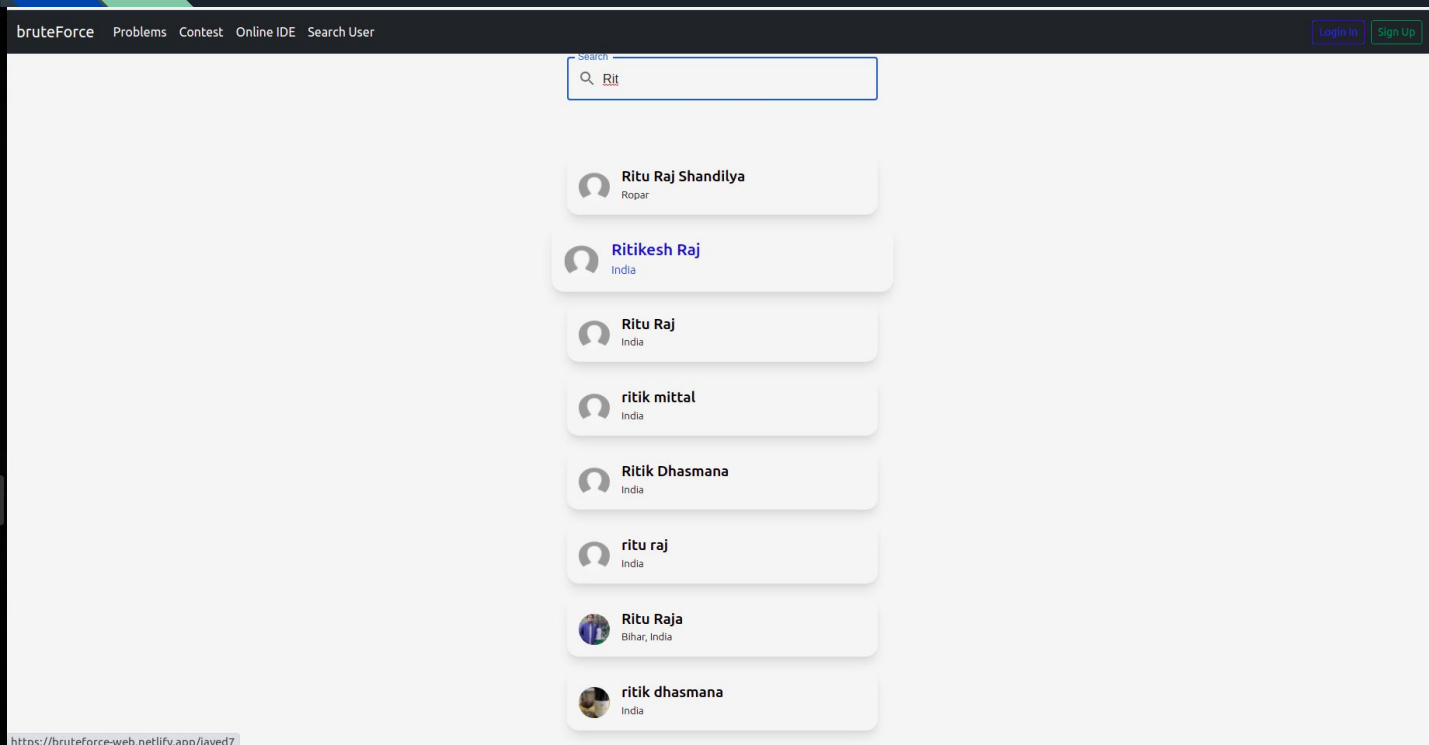 bruteForce Problems Contest Online IDE Search User Login In Sign Up
Search
Rit
Ritu Raj Shandilya
Ropar
Ritikesh Raj
India
Ritu Raj
India
ritik mittal
India
Ritik Dhasmana
India
ritu raj
India
Ritu Raja
Bihar, India
ritik dhasmana
India
https://bruteforce-web.netlify.app/javed7